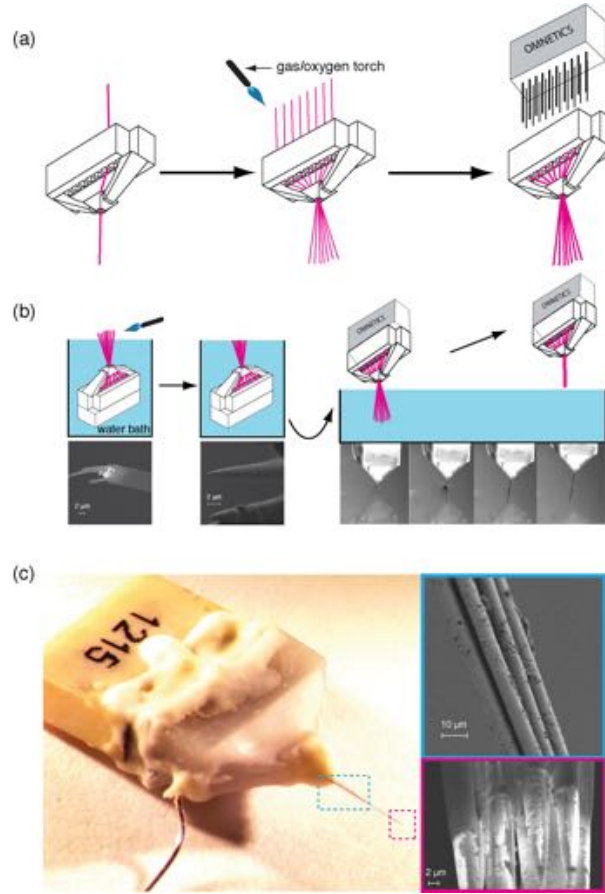 (a)
gas/oxygen torch
OMNETICS
(b)
OMNETICS
OMNETICS
water bath
2 µm
2 µm
(c)
1215
10 µm
2 µm